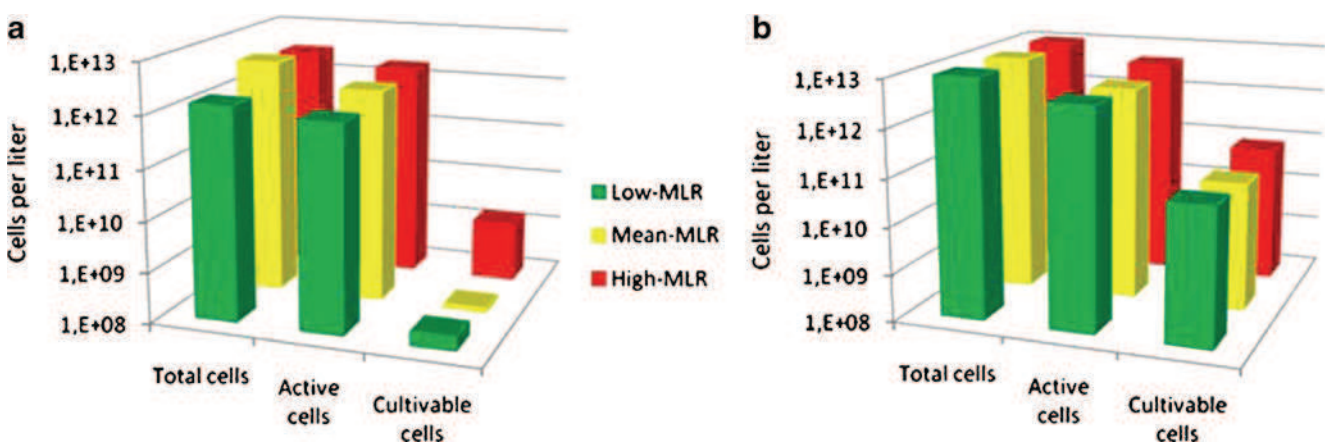 a
1,E+13
1,E+12
1,E+11
1,E+10
1,E+09
1,E+08
Cells per liter
Total cells
Active
cells
Cultivable
cells
Low-MLR
Mean-MLR
High-MLR
b
1,E+13
1,E+12
1,E+11
1,E+10
1,E+09
1,E+08
Cells per liter
Total cells
Active
cells
Cultivable
cells